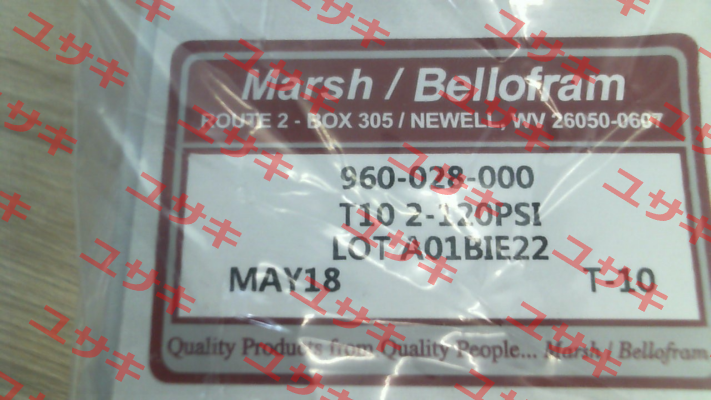 Marsh / Bellofram
ROUTE 2 - BOX 305 / NEWELL, WV 26050-0607
960-028-000
T10 2-120PSI
LOT A01BIE22
MAY18 T-10
Quality Products from Quality People... Marsh / Bellofram
ユサキ